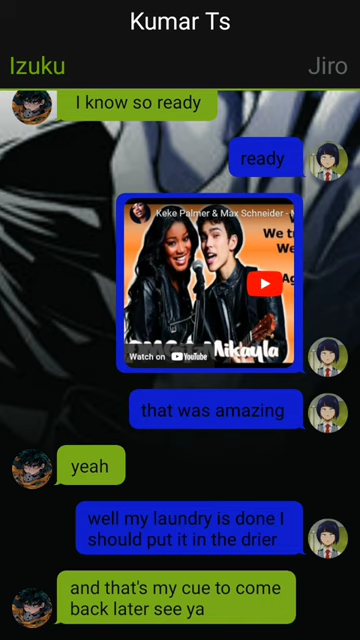 Kumar Ts
Izuku
Jiro
I know so ready
ready
Keke Palmer & Max Schneider -
We
We
Watch on YouTube
Mikayla
that was amazing
yeah
well my laundry is done I
should put it in the drier
and that's my cue to come
back later see ya